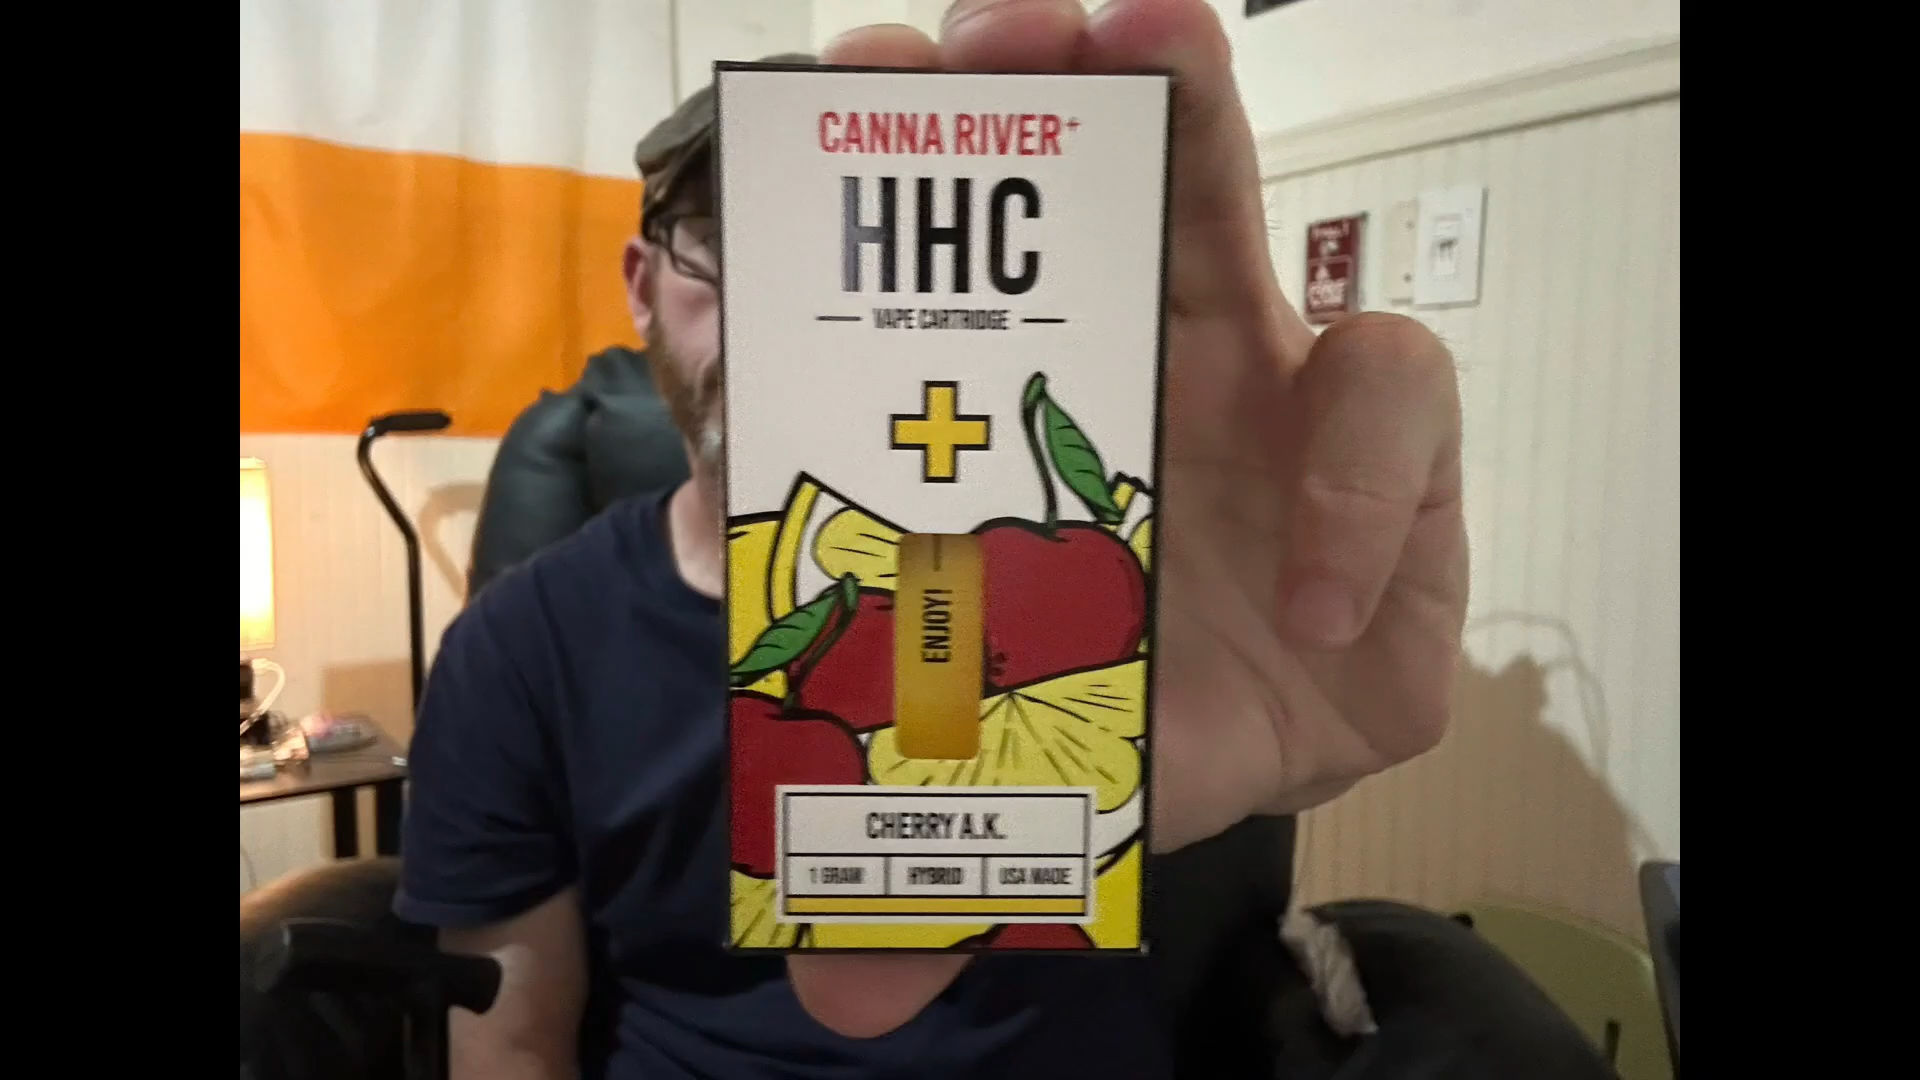 CANNA RIVER+
HHC
VAPE CARTRIDGE
ENJOY!
CHERRY A.K.
1 GRAM
HYBRID
USA MADE